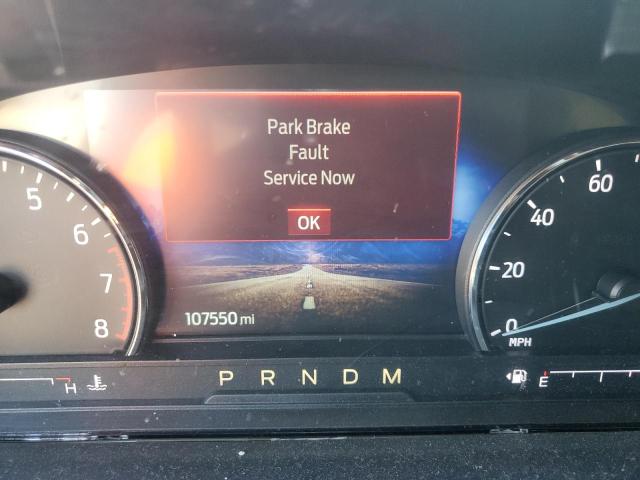 Park Brake
Fault
Service Now
OK
5
6
7
8
60
40
20
0
MPH
107550 mi
H
P R N D M
E